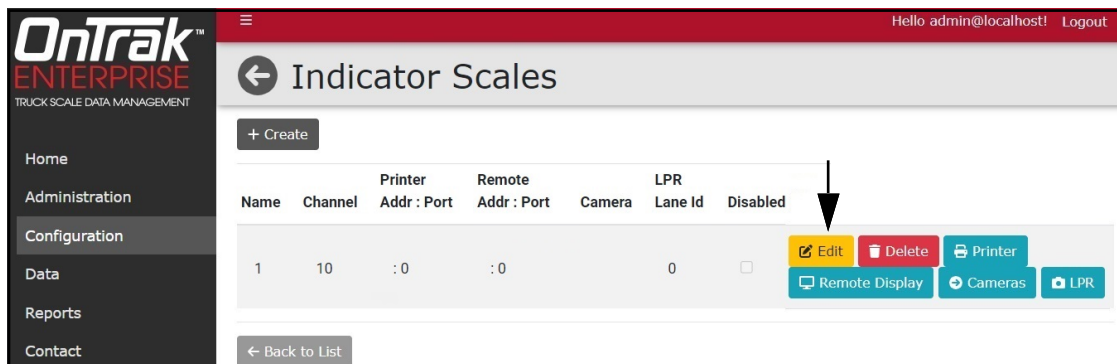 OnTrak™
ENTERPRISE
TRUCK SCALE DATA MANAGEMENT
Home
Administration
Configuration
Data
Reports
Contact
Hello admin@localhost! Logout
Indicator Scales
+ Create
Name Channel Printer Addr : Port Remote Addr : Port Camera LPR Lane Id Disabled
1 10 : 0 : 0 0
Edit Delete Printer
Remote Display Cameras LPR
← Back to List